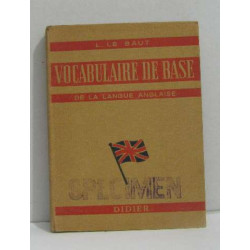 L. LE BAUT
VOCABULAIRE DE BASE
DE LA LANGUE ANGLAISE
SPECIMEN
DIDIER